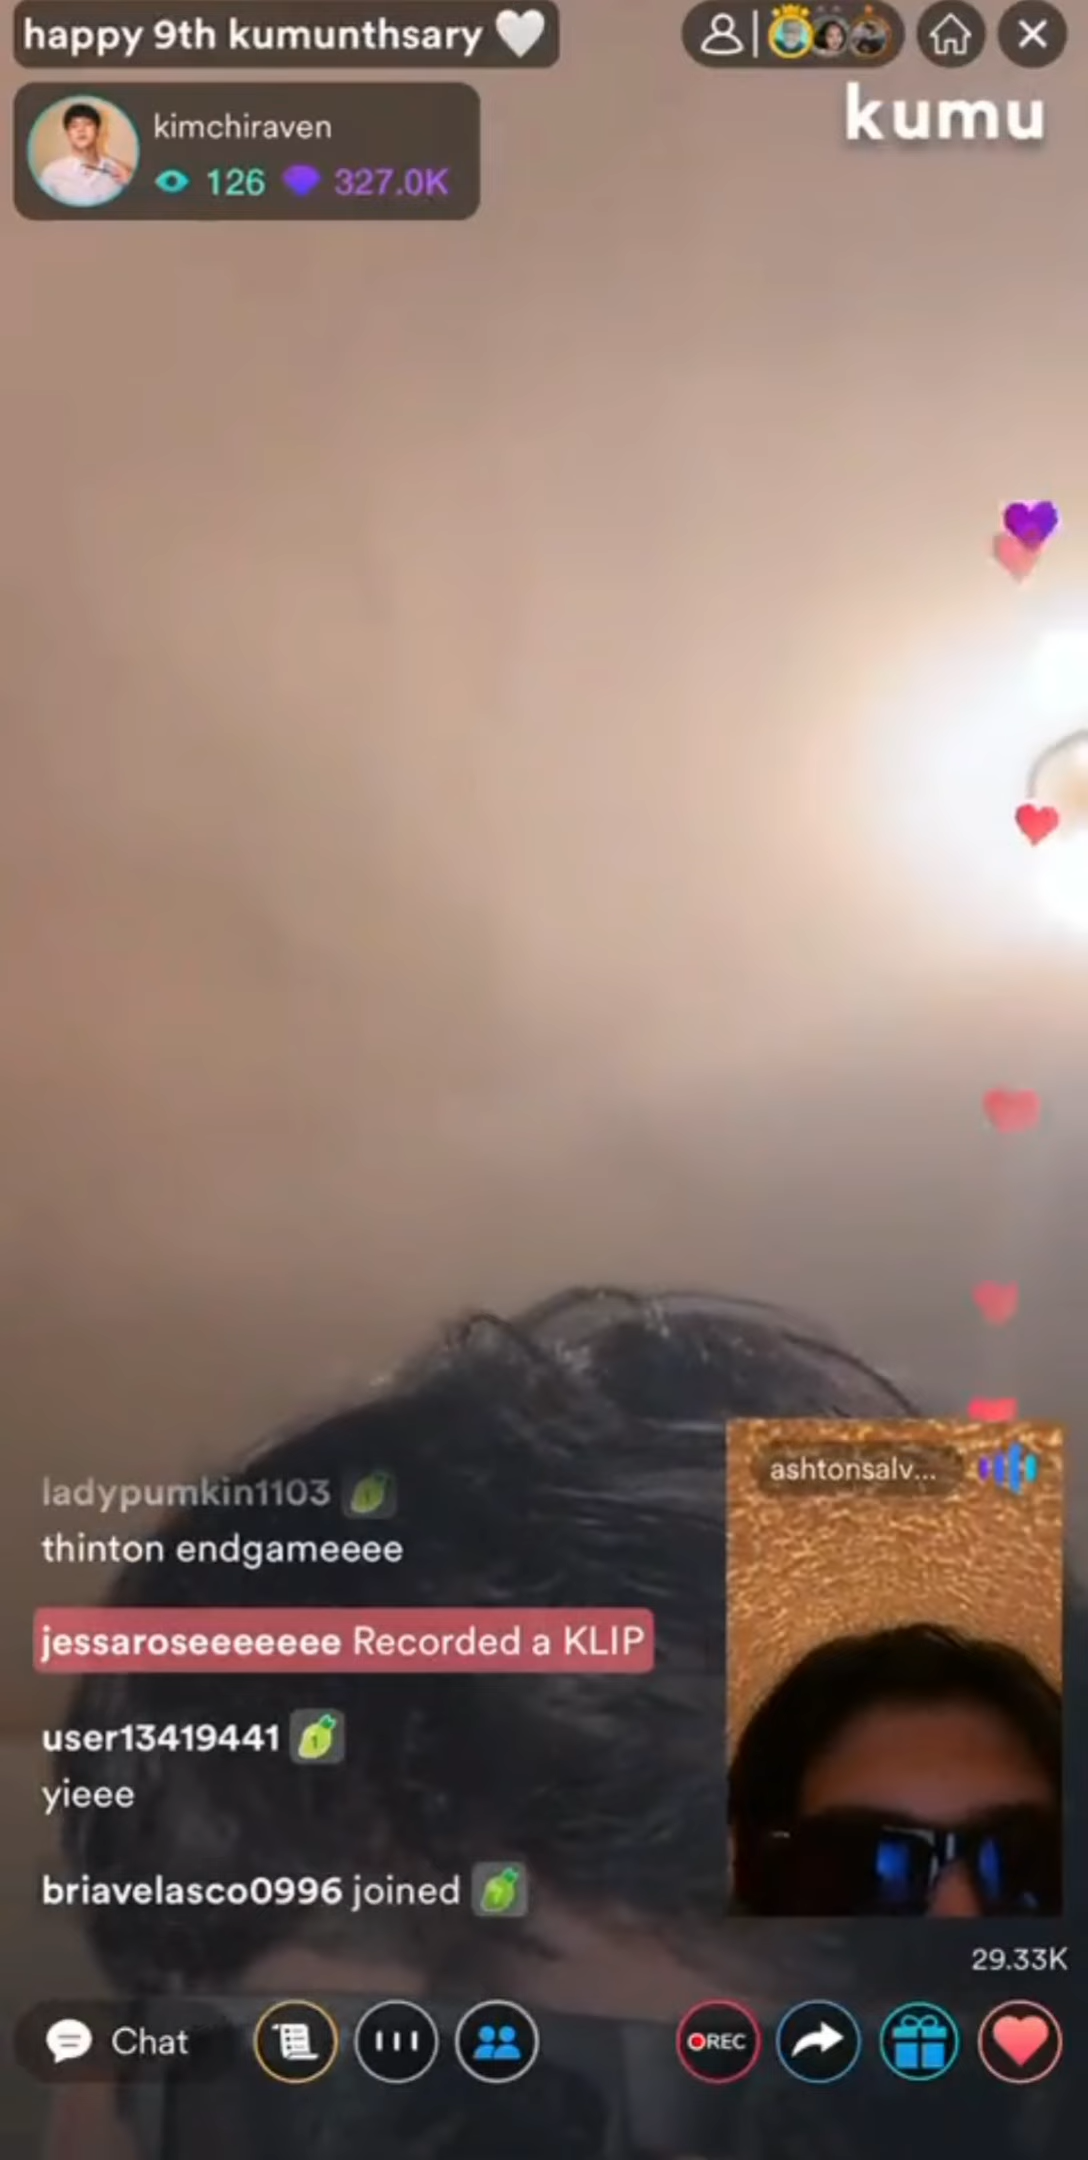 happy 9th kumunthsary 🤍
kimchiraven
126 327.0K
kumu
ladypumkin1103
thinton endgameeee
jessaroseeeeeee Recorded a KLIP
user13419441 1
yieee
briavelasco0996 joined
ashtonsalv...
29.33K
Chat
REC